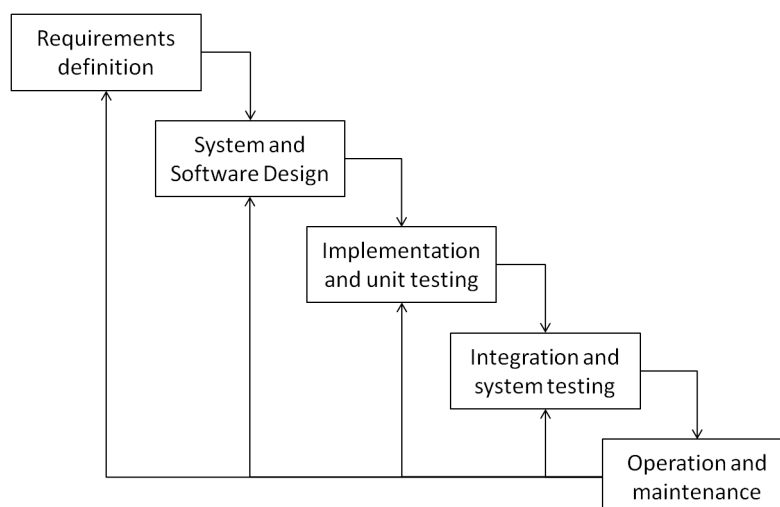 Requirements
definition
System and
Software Design
Implementation
and unit testing
Integration and
system testing
Operation and
maintenance